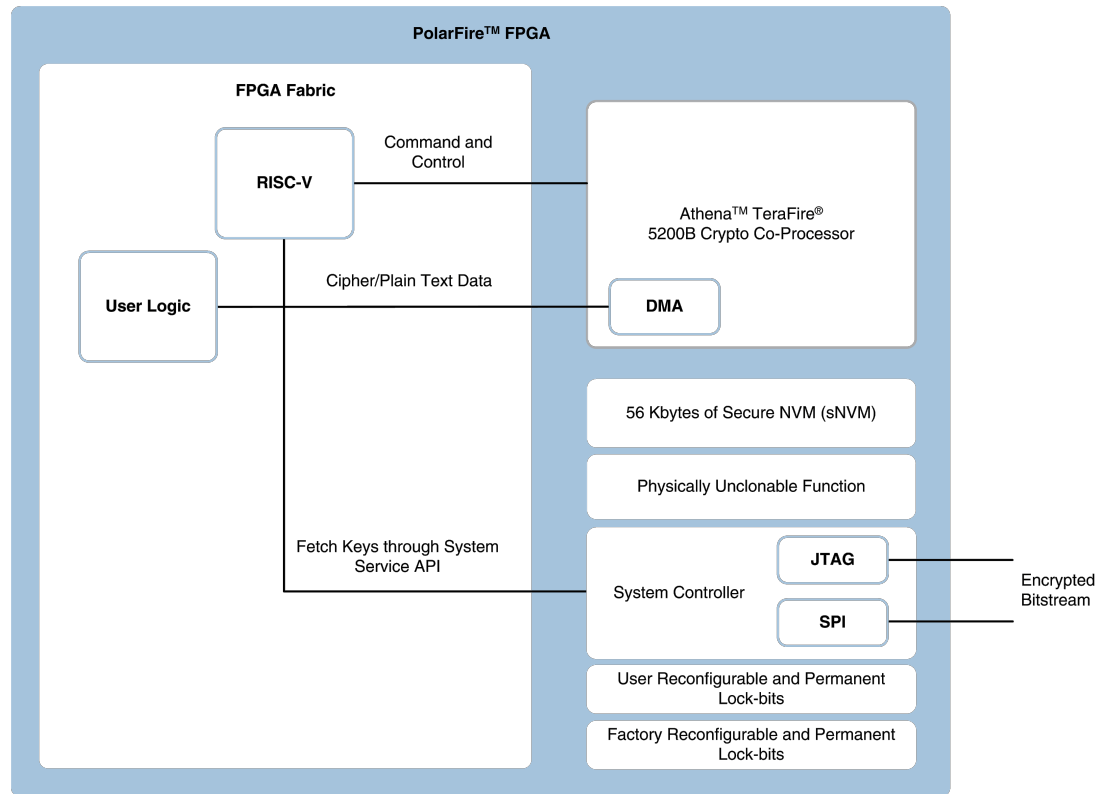 PolarFire™ FPGA
FPGA Fabric
RISC-V
Command and
Control
Athena™ TeraFire®
5200B Crypto Co-Processor
User Logic
Cipher/Plain Text Data
DMA
56 Kbytes of Secure NVM (sNVM)
Physically Unclonable Function
Fetch Keys through System
Service API
System Controller
JTAG
SPI
Encrypted
Bitstream
User Reconfigurable and Permanent
Lock-bits
Factory Reconfigurable and Permanent
Lock-bits